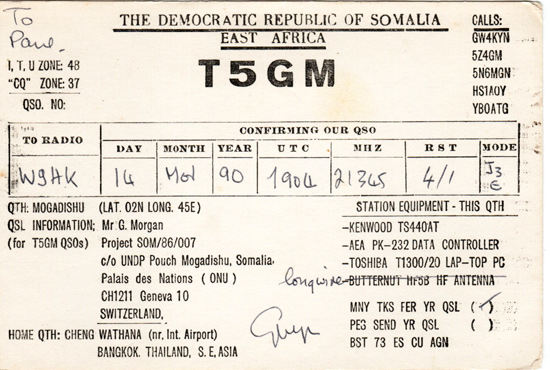 To
Paul.
THE DEMOCRATIC REPUBLIC OF SOMALIA
EAST AFRICA
T5GM
I, T, U ZONE: 48
"CQ" ZONE: 37
QSO. NO:
CALLS:
GW4KYN
5Z4GM
5N6MGN
HS1AOY
YB0ATG
TO RADIO
CONFIRMING OUR QSO
DAY MONTH YEAR UTC MHZ RST MODE
W9HK 14 90 1904 21345 4/1 J3E
QTH: MOGADISHU (LAT. 02N LONG. 45E)
QSL INFORMATION; Mr G. Morgan
(for T5GM QSOs) Project SOM/86/007
c/o UNDP Pouch Mogadishu, Somalia.
Palais des Nations ( ONU )
CH1211 Geneva 10
SWITZERLAND,
HOME QTH: CHENG WATHANA (nr. Int. Airport)
BANGKOK. THAILAND, S.E,ASIA
STATION EQUIPMENT - THIS QTH
-KENWOOD TS440AT
-AEA PK-232 DATA CONTROLLER
-TOSHIBA T1300/20 LAP-TOP PC
longwire -BUTTERNUT HF5B HF ANTENNA
MNY TKS FER YR QSL ( )
PEG SEND YR QSL ( )
BST 73 ES CU AGN